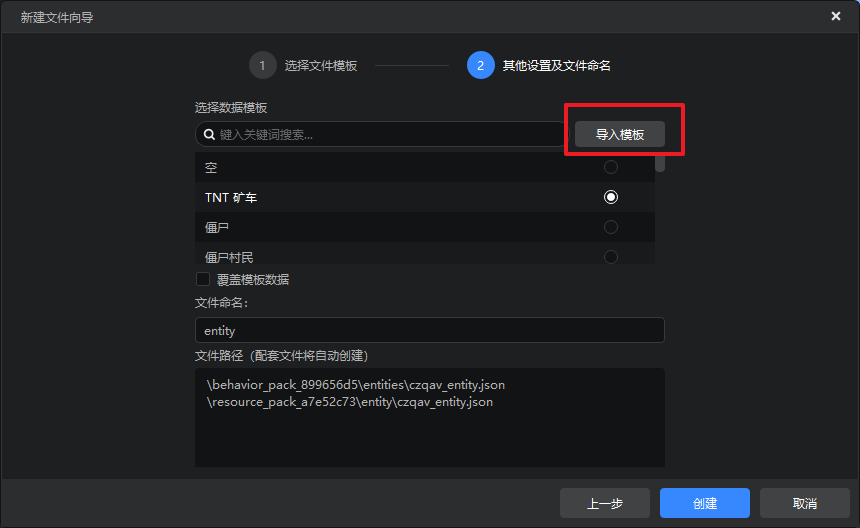 新建文件向导
1 选择文件模板 2 其他设置及文件命名
选择数据模板
键入关键词搜索... 导入模板
空
TNT 矿车
僵尸
僵尸村民
覆盖模板数据
文件命名：
entity
文件路径（配套文件将自动创建）
\behavior_pack_899656d5\entities\czqav_entity.json
\resource_pack_a7e52c73\entity\czqav_entity.json
上一步 创建 取消